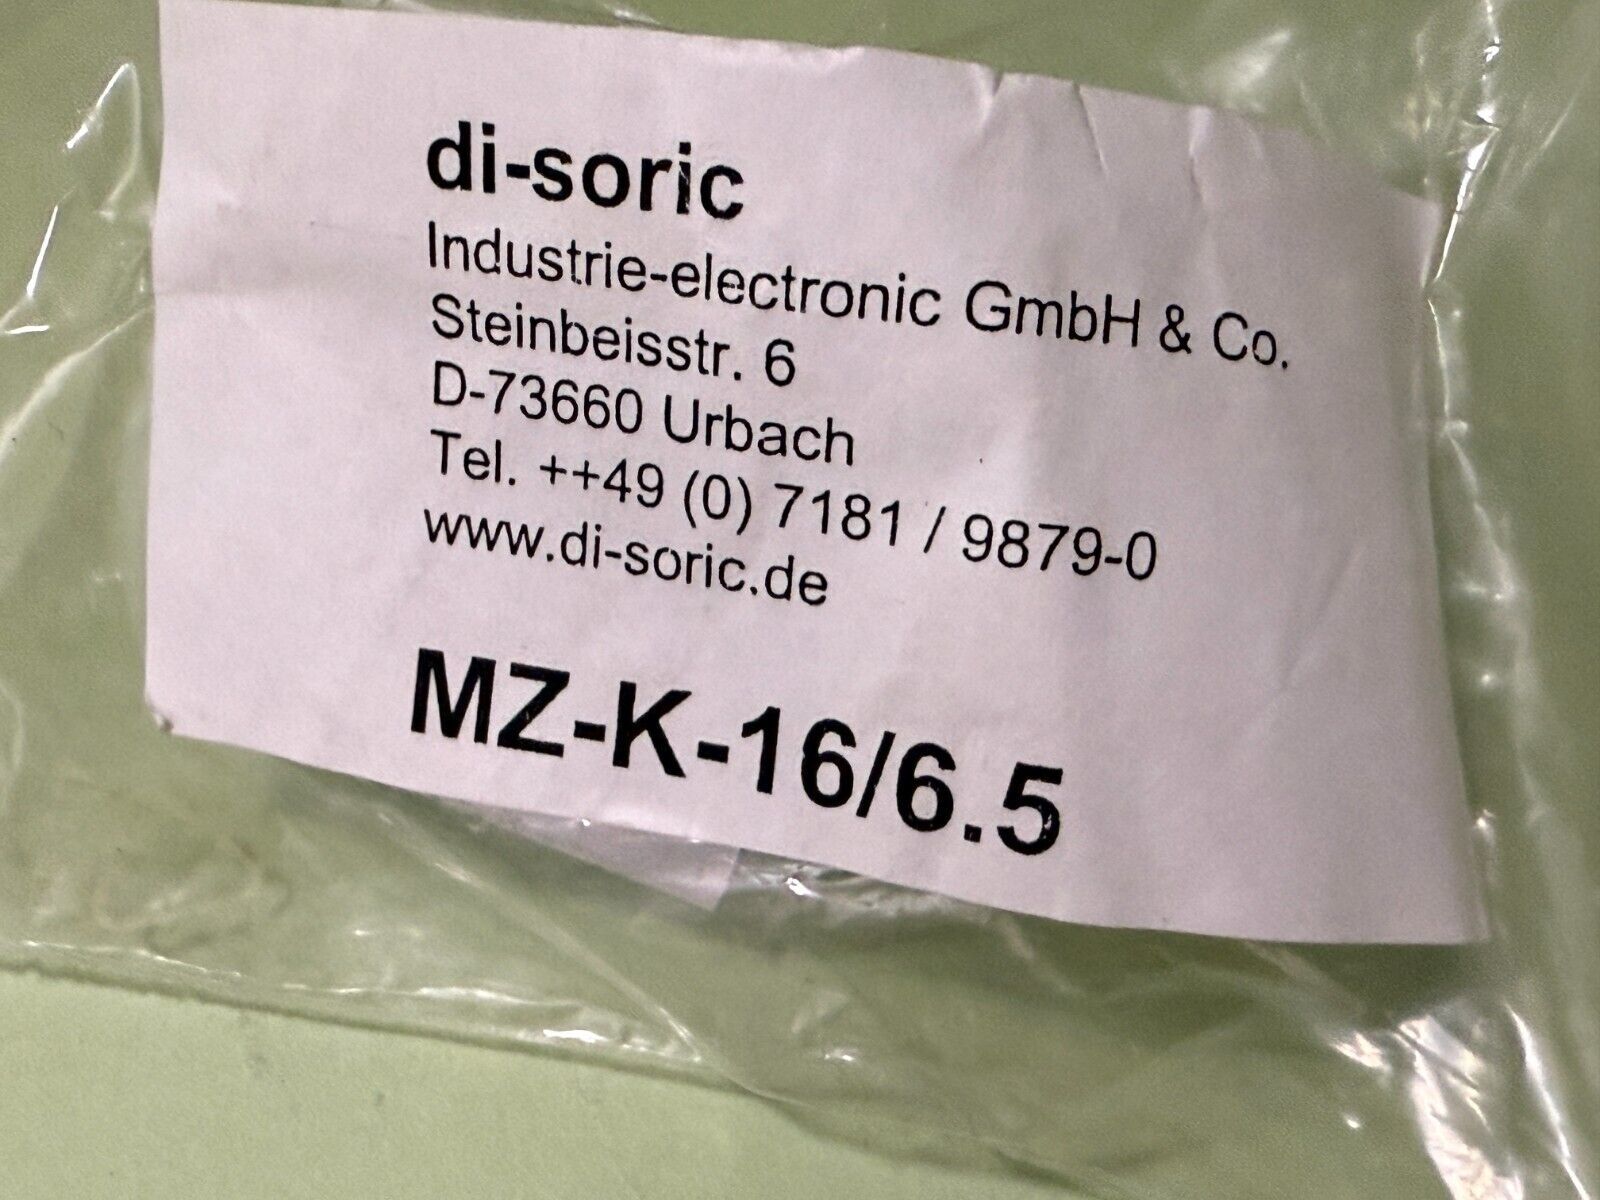 di-soric
Industrie-electronic GmbH & Co.
Steinbeisstr. 6
D-73660 Urbach
Tel. ++49 (0) 7181 / 9879-0
www.di-soric.de
MZ-K-16/6.5